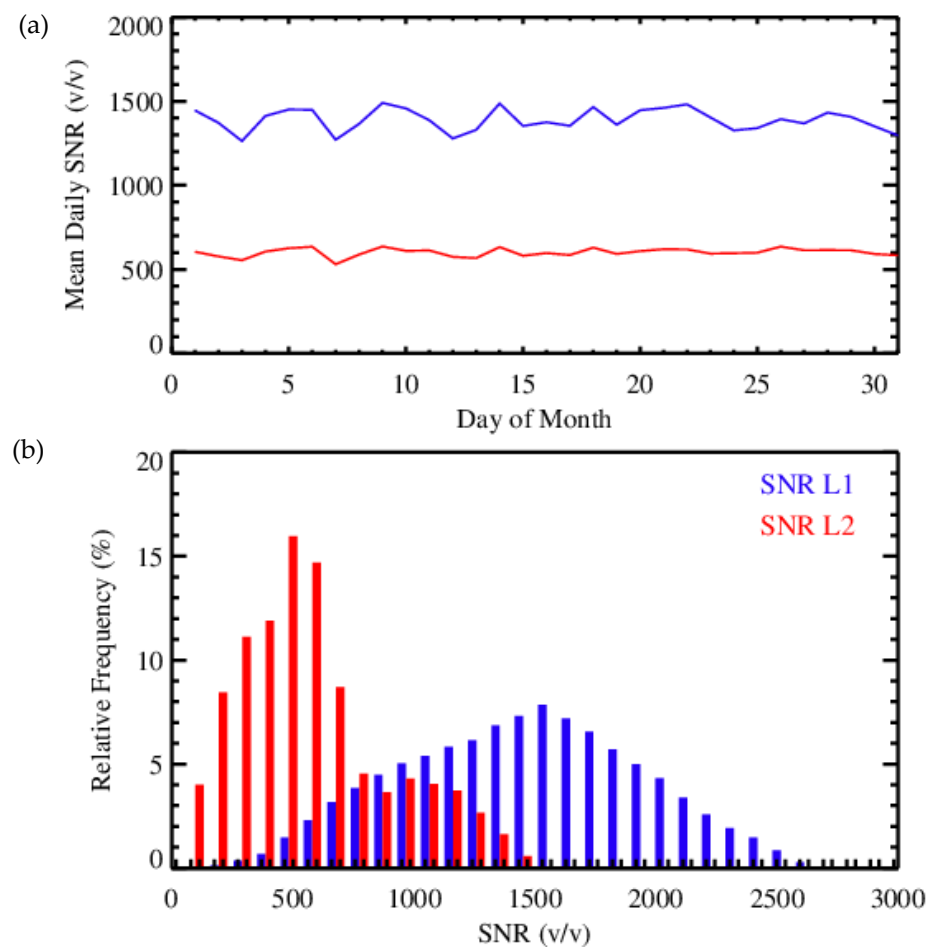 (a)
Mean Daily SNR (v/v)
2000
1500
1000
500
0
0 5 10 15 20 25 30
Day of Month
(b)
Relative Frequency (%)
20
15
10
5
0
SNR L1
SNR L2
0 500 1000 1500 2000 2500 3000
SNR (v/v)